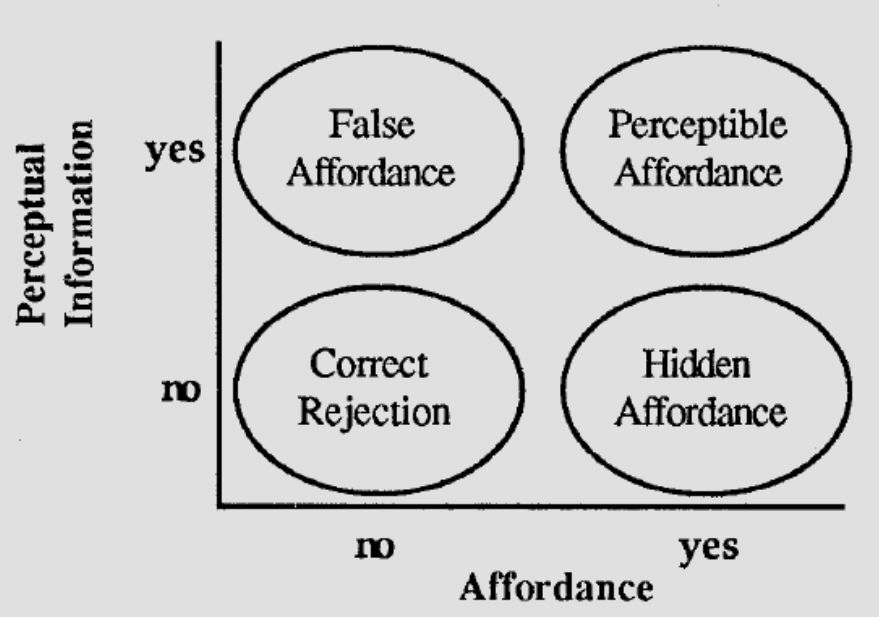 Perceptual
Information
yes
False
Affordance
Perceptible
Affordance
no
Correct
Rejection
Hidden
Affordance
no
yes
Affordance